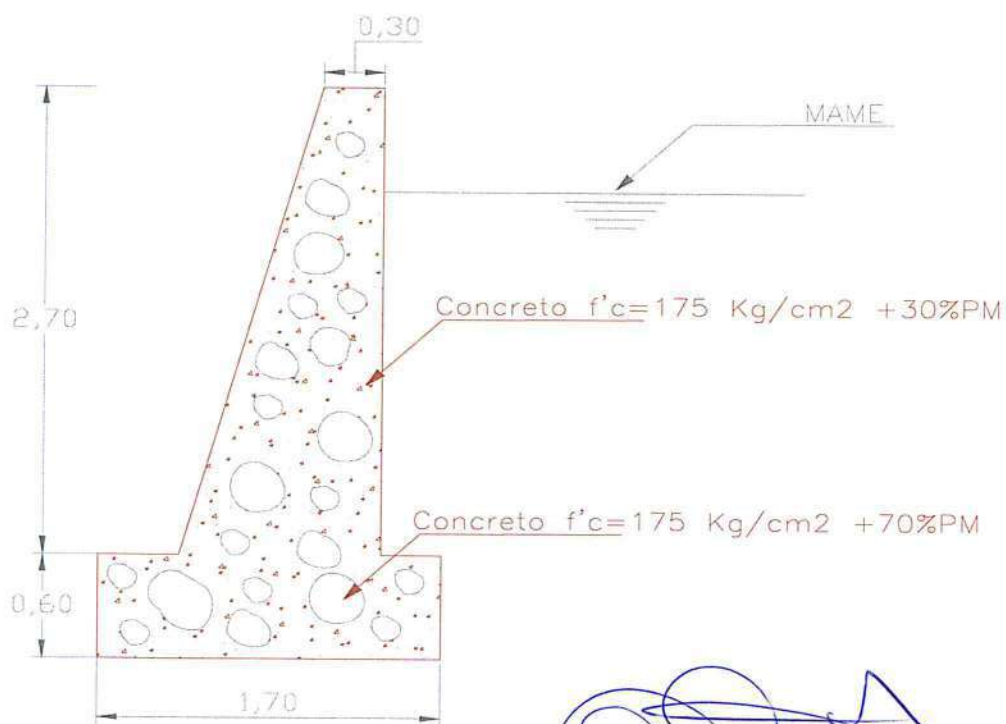 0,30
MAME
2,70
Concreto f'c=175 Kg/cm2 +30%PM
Concreto f'c=175 Kg/cm2 +70%PM
0,60
1,70